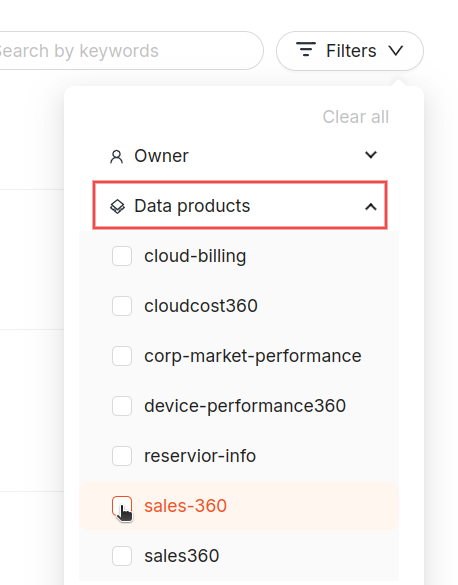 Search by keywords
Filters
Clear all
Owner
Data products
cloud-billing
cloudcost360
corp-market-performance
device-performance360
reservior-info
sales-360
sales360